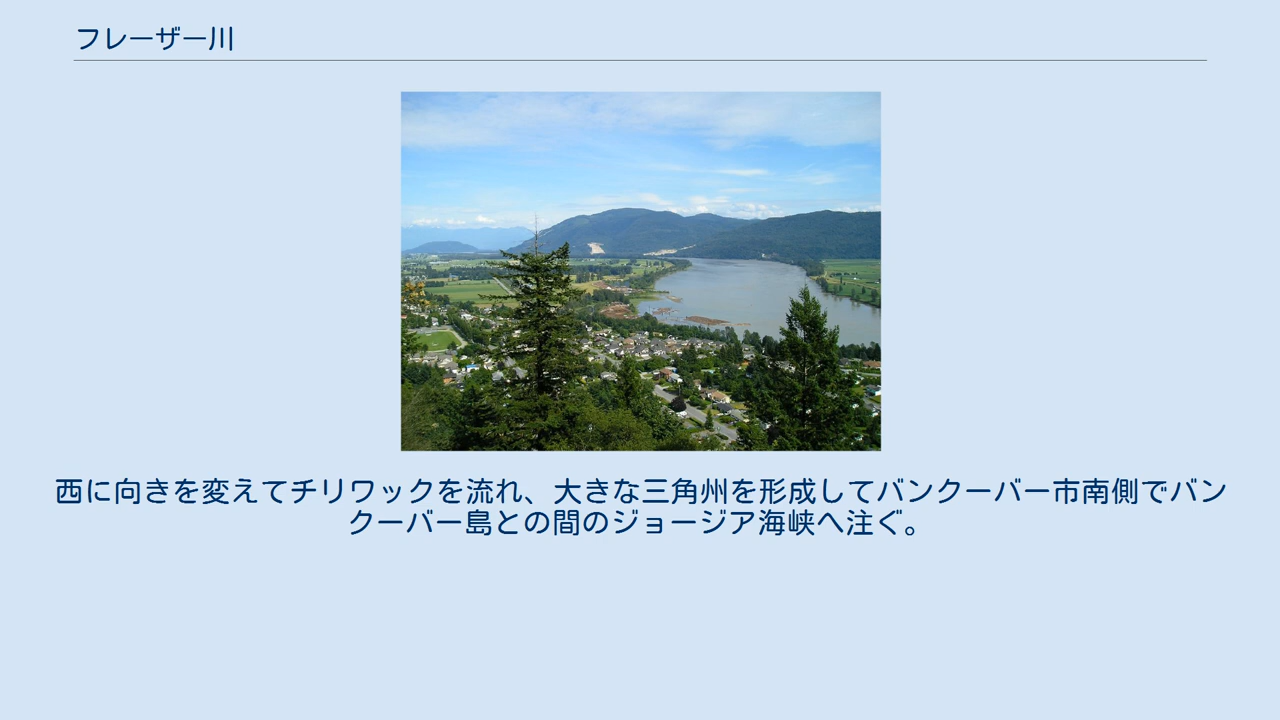 フレーザー川
西に向きを変えてチリワックを流れ、大きな三角州を形成してバンクーバー市南側でバン
クーバー島との間のジョージア海峡へ注ぐ。